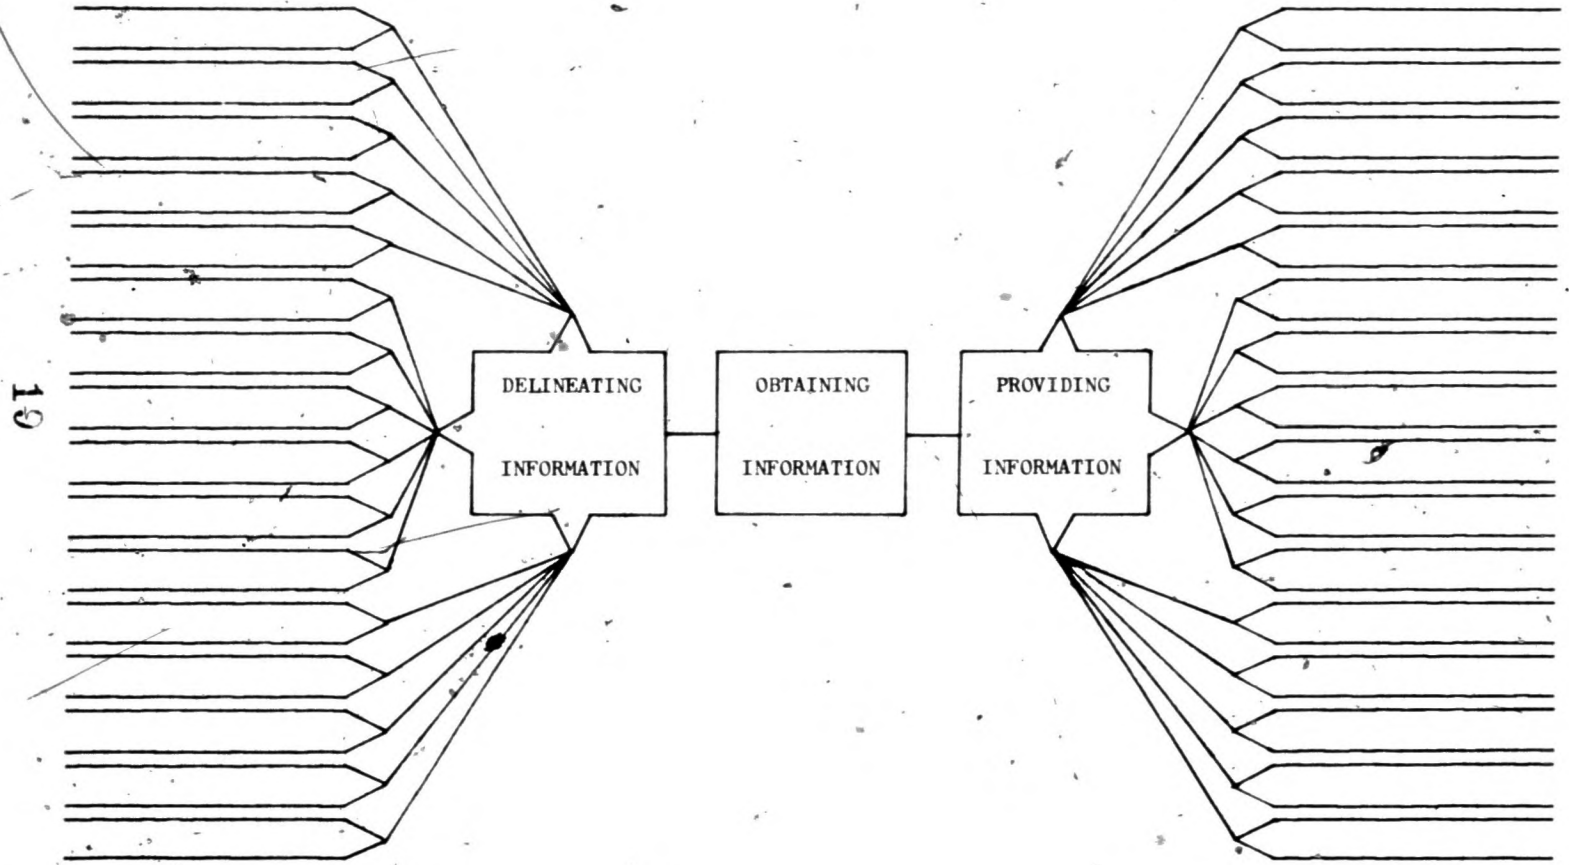 DELINEATING
INFORMATION
OBTAINING
INFORMATION
PROVIDING
INFORMATION
19